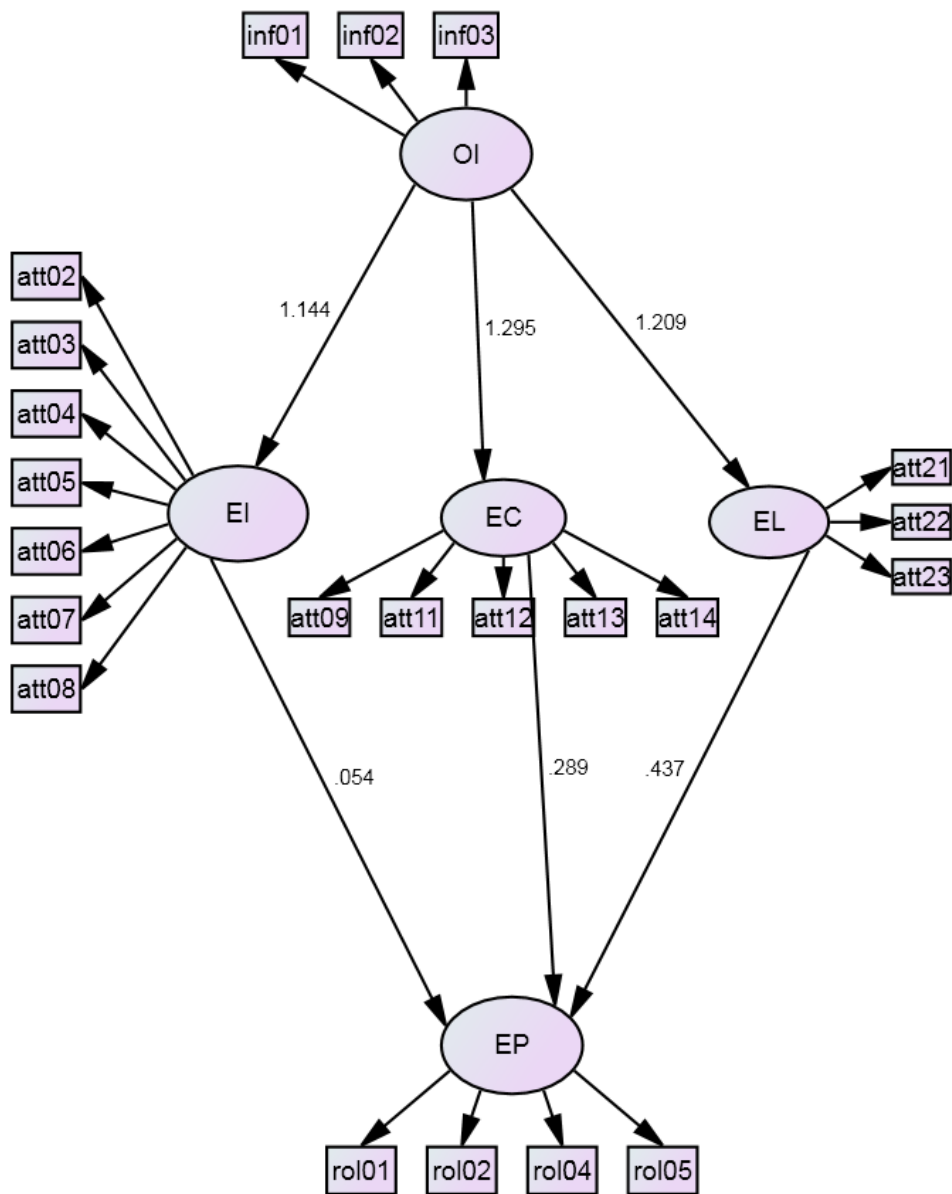 inf01
inf02
inf03
OI
att02
att03
att04
att05
att06
att07
att08
1.144
1.295
1.209
EI
EC
EL
att21
att22
att23
att09
att11
att12
att13
att14
.054
.289
.437
EP
rol01
rol02
rol04
rol05